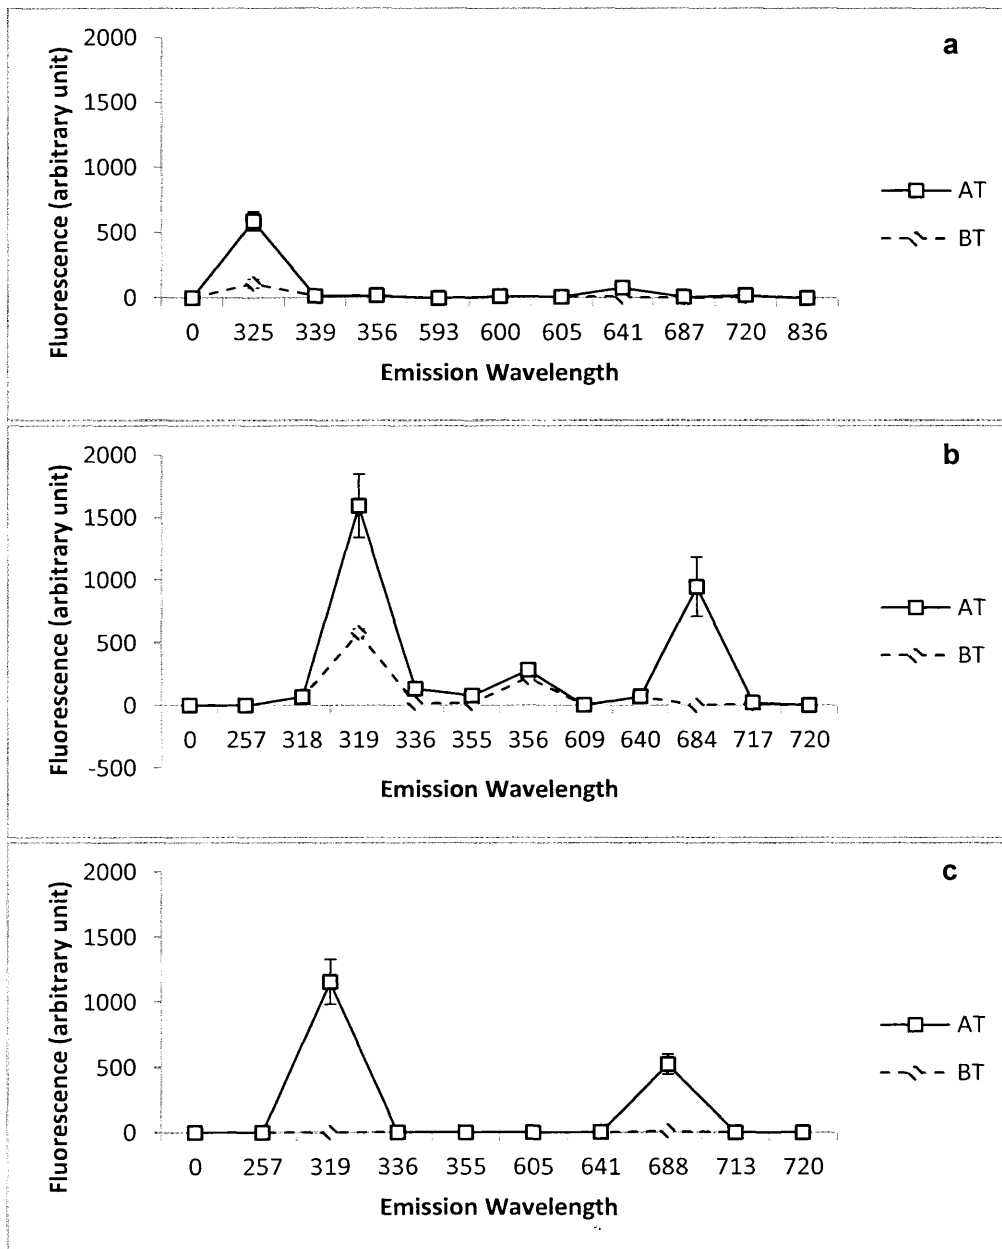 a
2000
1500
1000
500
0
Fluorescence (arbitrary unit)
0 325 339 356 593 600 605 641 687 720 836
Emission Wavelength
AT
BT
b
2000
1500
1000
500
0
-500
Fluorescence (arbitrary unit)
0 257 318 319 336 355 356 609 640 684 717 720
Emission Wavelength
AT
BT
c
2000
1500
1000
500
0
Fluorescence (arbitrary unit)
0 257 319 336 355 605 641 688 713 720
Emission Wavelength
AT
BT